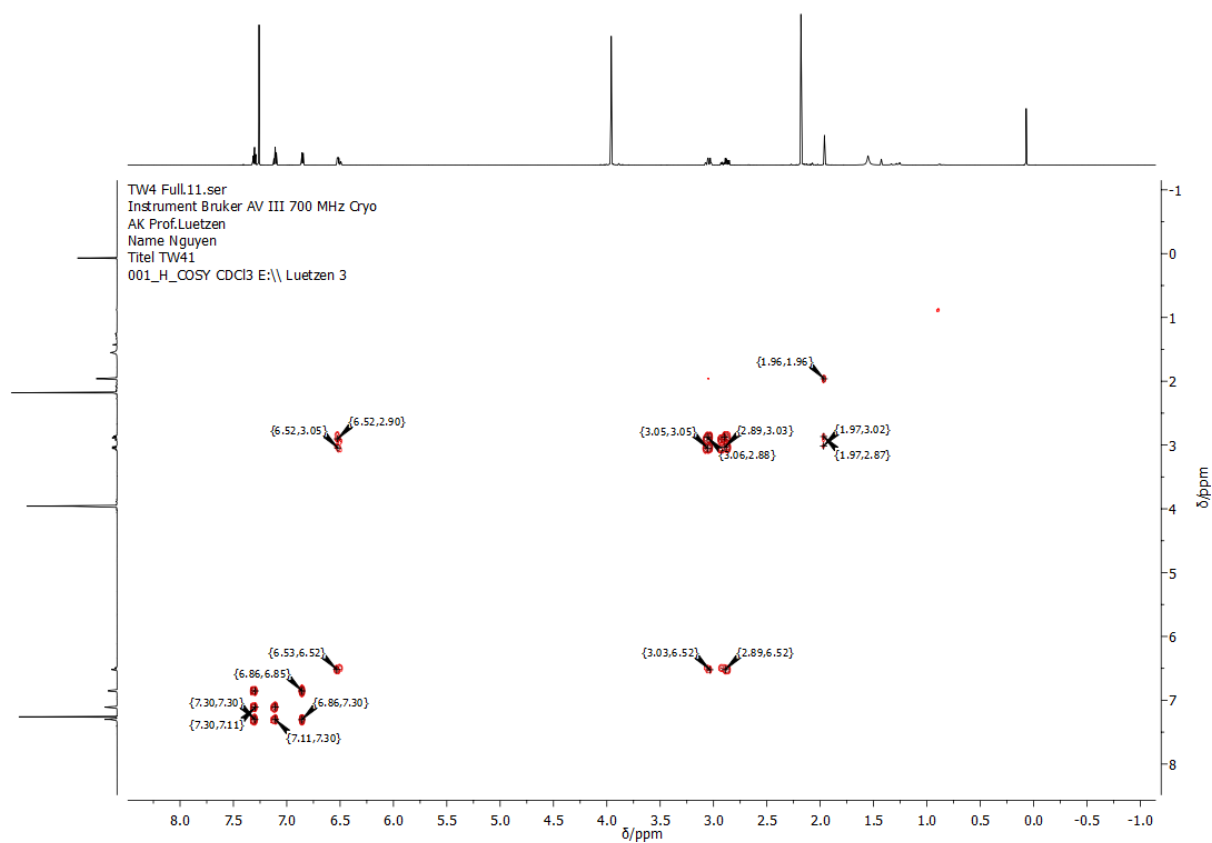 TW4 Full.11.ser
Instrument Bruker AV III 700 MHz Cryo
AK Prof.Luetzen
Name Nguyen
Titel TW41
001_H_COSY CDCl3 E:\\ Luetzen 3
{1.96,1.96}
{6.52,2.90}
{6.52,3.05}
{3.05,3.05}
{2.89,3.03}
{1.97,3.02}
{3.06,2.88}
{1.97,2.87}
{6.53,6.52}
{3.03,6.52}
{2.89,6.52}
{6.86,6.85}
{7.30,7.30}
{6.86,7.30}
{7.30,7.11}
{7.11,7.30}
-1
0
1
2
3
4
5
6
7
8
δ/ppm
8.0 7.5 7.0 6.5 6.0 5.5 5.0 4.5 4.0 3.5 3.0 2.5 2.0 1.5 1.0 0.5 0.0 -0.5 -1.0
δ/ppm